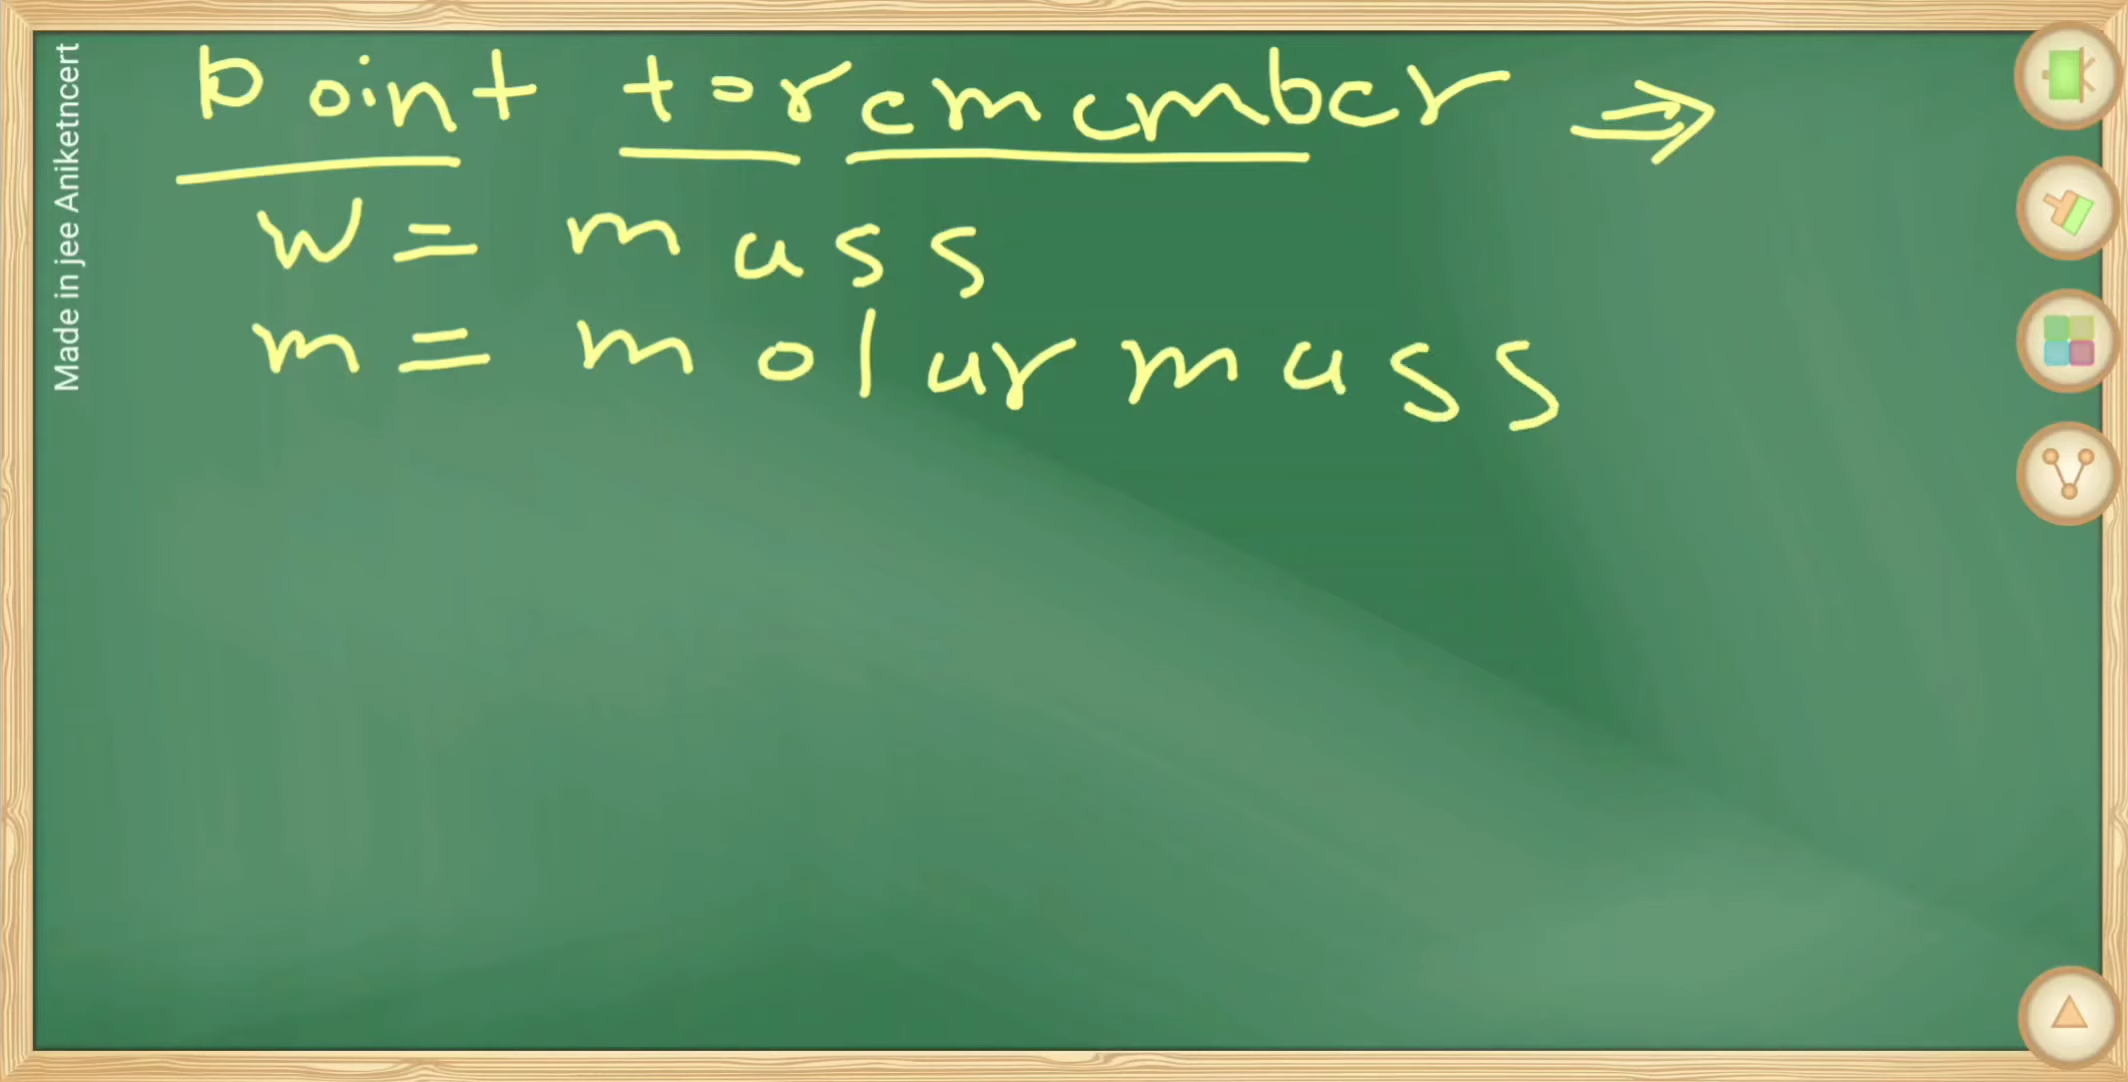 Point to remember ⇒
w = mass
m = molar mass
Made in jee Aniketncert